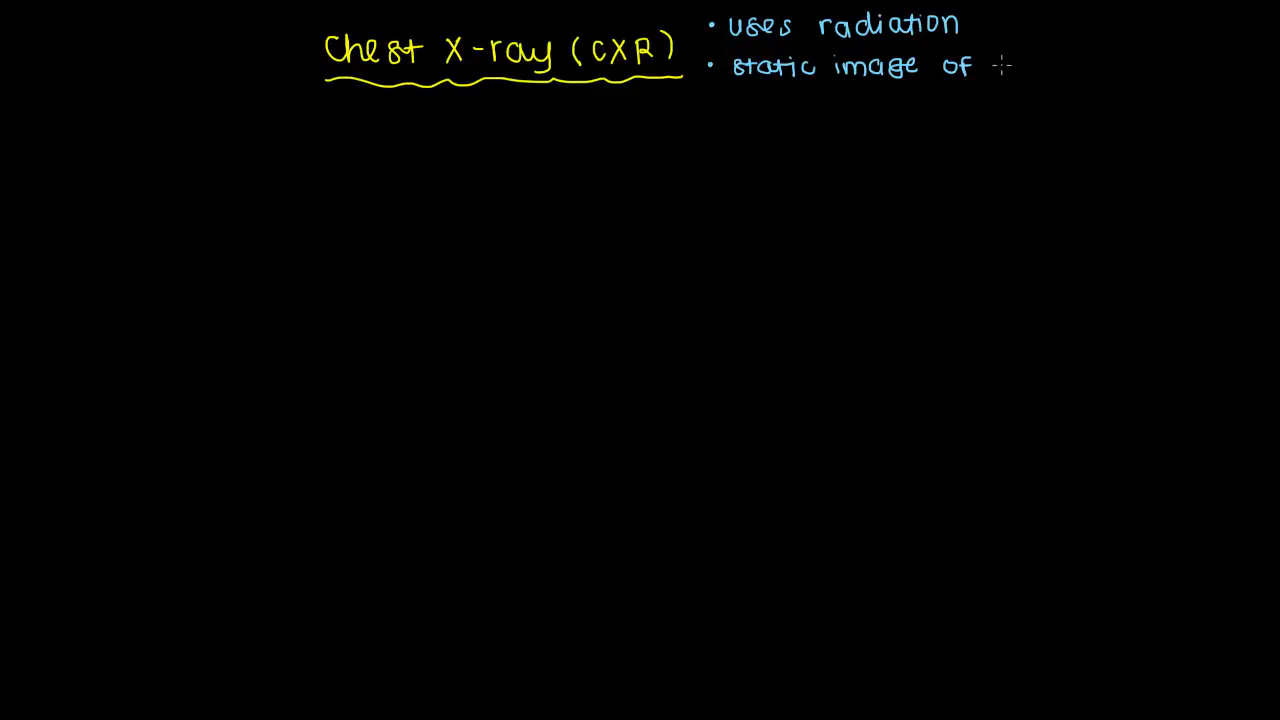 Chest X-ray (CXR)
• uses radiation
• static image of